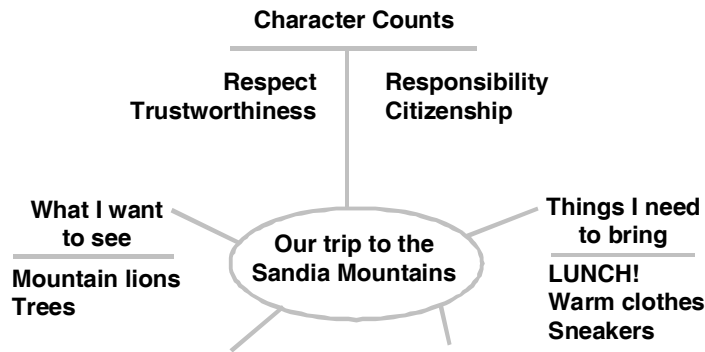 Character Counts
Respect
Trustworthiness
Responsibility
Citizenship
What I want
to see
Mountain lions
Trees
Our trip to the
Sandia Mountains
Things I need
to bring
LUNCH!
Warm clothes
Sneakers